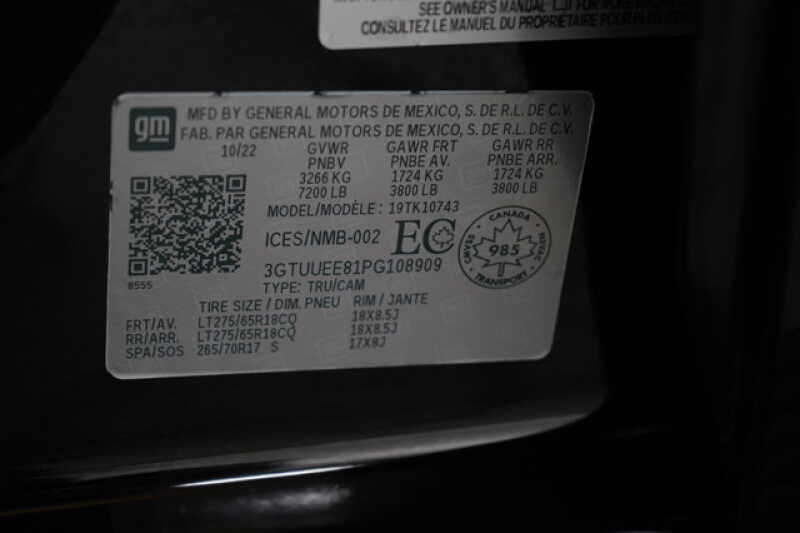 SEE OWNER'S MANUAL
CONSULTEZ LE MANUEL DU PROPRIÉTAIRE POUR PLUS
gm
MFD BY GENERAL MOTORS DE MEXICO, S. DE R.L. DE C.V.
FAB. PAR GENERAL MOTORS DE MEXICO, S. DE R.L. DE C.V.
10/22 GVWR GAWR FRT GAWR RR
PNBV PNBE AV. PNBE ARR.
3266 KG 1724 KG 1724 KG
7200 LB 3800 LB 3800 LB
MODEL/MODÈLE: 19TK10743
ICES/NMB-002 EC
CANADA
985
TRANSPORT
3GTUUEE81PG108909
8555
TYPE: TRU/CAM
TIRE SIZE / DIM. PNEU RIM / JANTE
FRT/AV. LT275/65R18CQ 18X8.5J
RR/ARR. LT275/65R18CQ 18X8.5J
SPA/SOS 265/70R17 S 17X8J